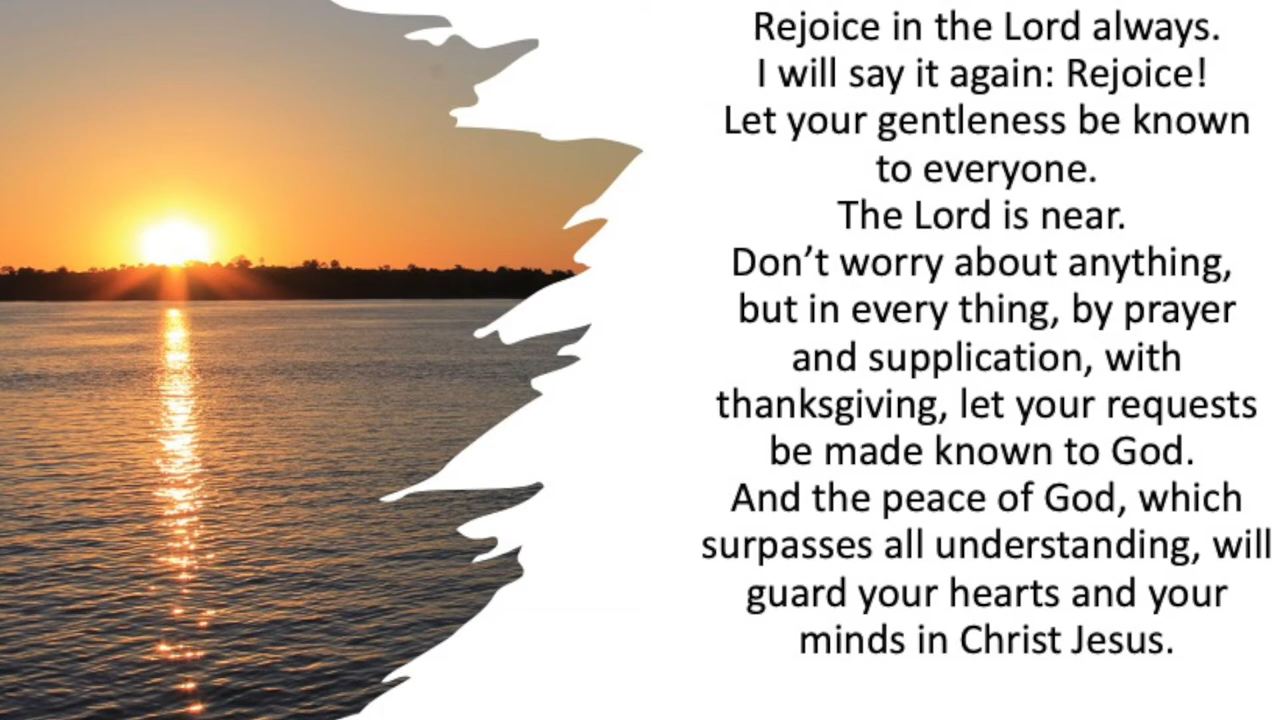 Rejoice in the Lord always.
I will say it again: Rejoice!
Let your gentleness be known
to everyone.
The Lord is near.
Don’t worry about anything,
but in every thing, by prayer
and supplication, with
thanksgiving, let your requests
be made known to God.
And the peace of God, which
surpasses all understanding, will
guard your hearts and your
minds in Christ Jesus.